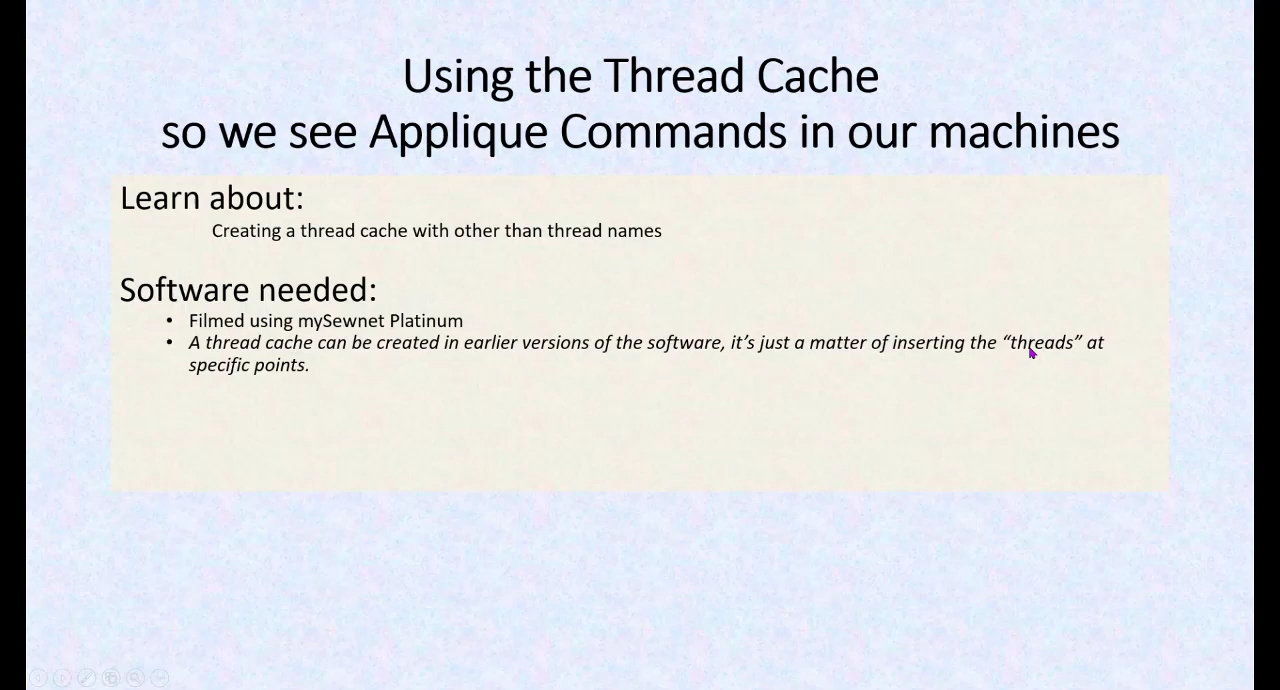 Using the Thread Cache
so we see Applique Commands in our machines
Learn about:
Creating a thread cache with other than thread names
Software needed:
• Filmed using mySewnet Platinum
• A thread cache can be created in earlier versions of the software, it’s just a matter of inserting the “threads” at
specific points.